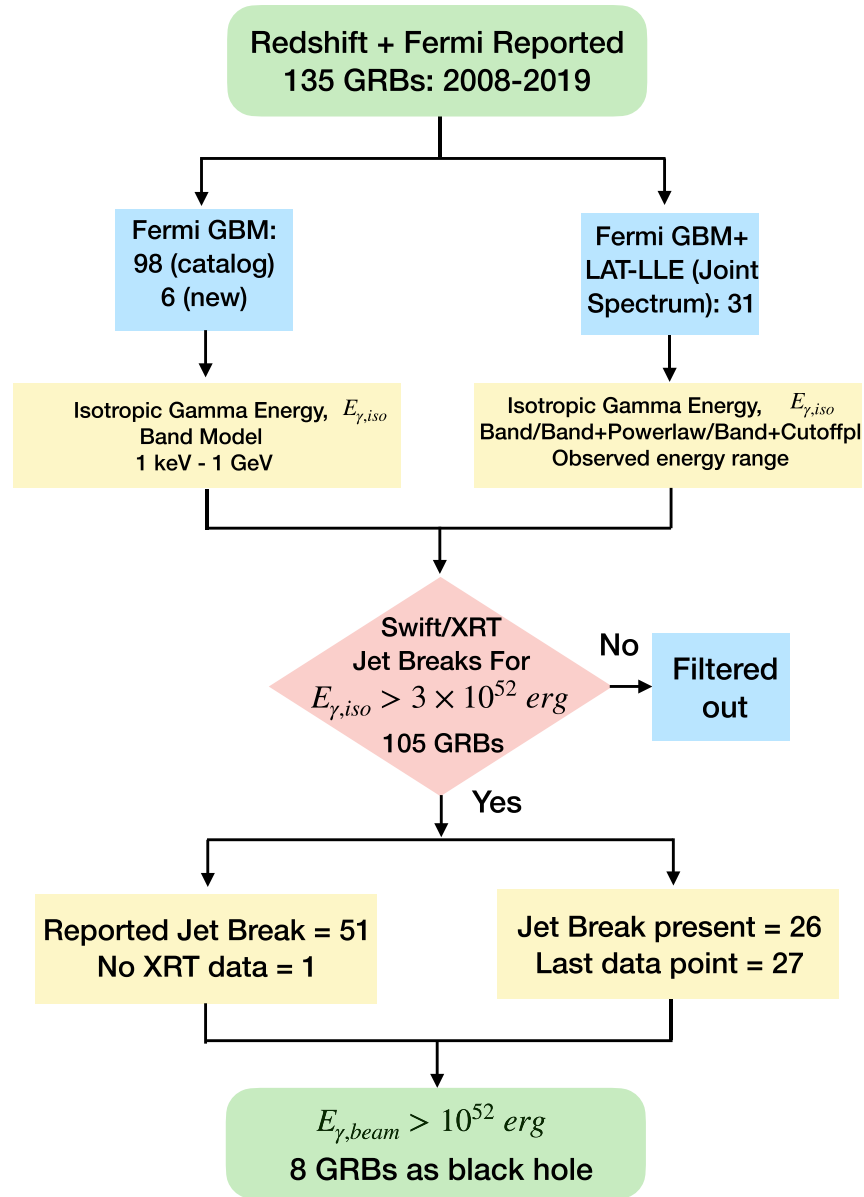 Redshift + Fermi Reported
135 GRBs: 2008-2019
Fermi GBM:
98 (catalog)
6 (new)
Fermi GBM+
LAT-LLE (Joint
Spectrum): 31
Isotropic Gamma Energy, E_{γ,iso}
Band Model
1 keV - 1 GeV
Isotropic Gamma Energy, E_{γ,iso}
Band/Band+Powerlaw/Band+Cutoffpl
Observed energy range
Swift/XRT
Jet Breaks For
E_{γ,iso} > 3 × 10^{52} erg
105 GRBs
No
Filtered
out
Yes
Reported Jet Break = 51
No XRT data = 1
Jet Break present = 26
Last data point = 27
E_{γ,beam} > 10^{52} erg
8 GRBs as black hole